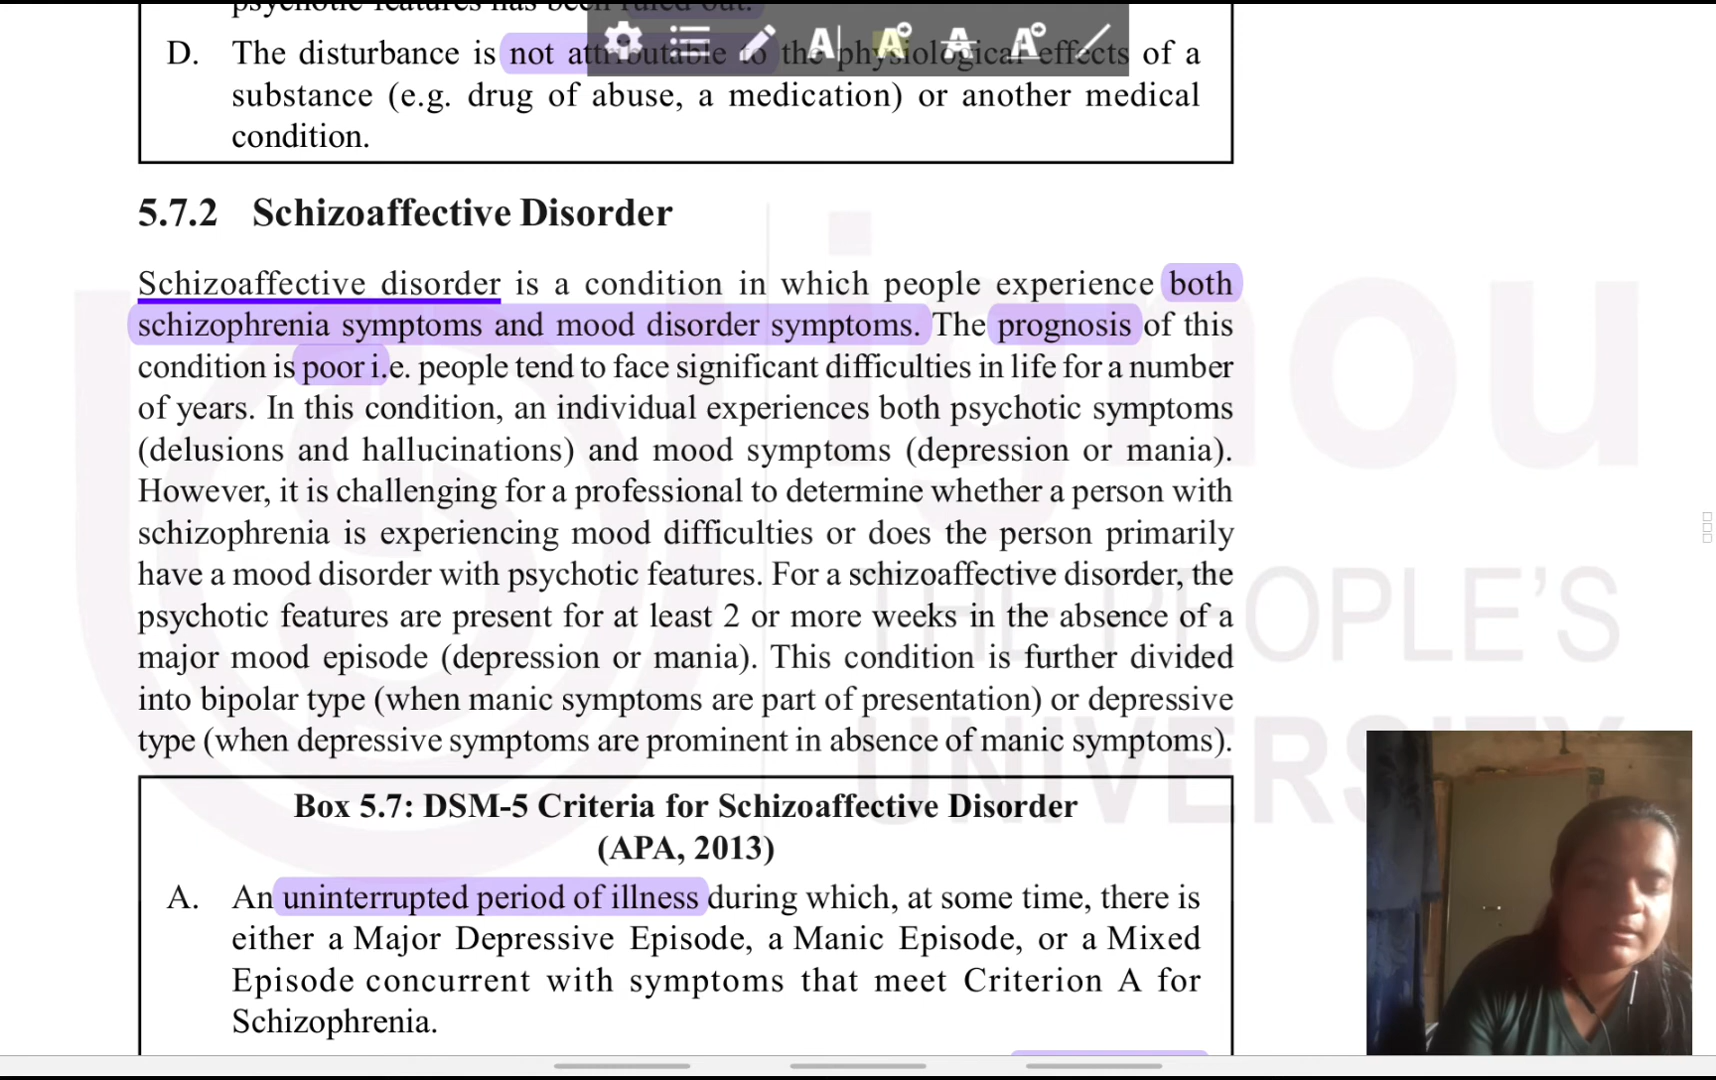 psychotic features has been ruled out.
D. The disturbance is not attributable to the physiological effects of a
substance (e.g. drug of abuse, a medication) or another medical
condition.
5.7.2 Schizoaffective Disorder
Schizoaffective disorder is a condition in which people experience both
schizophrenia symptoms and mood disorder symptoms. The prognosis of this
condition is poor i.e. people tend to face significant difficulties in life for a number
of years. In this condition, an individual experiences both psychotic symptoms
(delusions and hallucinations) and mood symptoms (depression or mania).
However, it is challenging for a professional to determine whether a person with
schizophrenia is experiencing mood difficulties or does the person primarily
have a mood disorder with psychotic features. For a schizoaffective disorder, the
psychotic features are present for at least 2 or more weeks in the absence of a
major mood episode (depression or mania). This condition is further divided
into bipolar type (when manic symptoms are part of presentation) or depressive
type (when depressive symptoms are prominent in absence of manic symptoms).
Box 5.7: DSM-5 Criteria for Schizoaffective Disorder
(APA, 2013)
A. An uninterrupted period of illness during which, at some time, there is
either a Major Depressive Episode, a Manic Episode, or a Mixed
Episode concurrent with symptoms that meet Criterion A for
Schizophrenia.
ignou
THE PEOPLE'S
UNIVERSITY